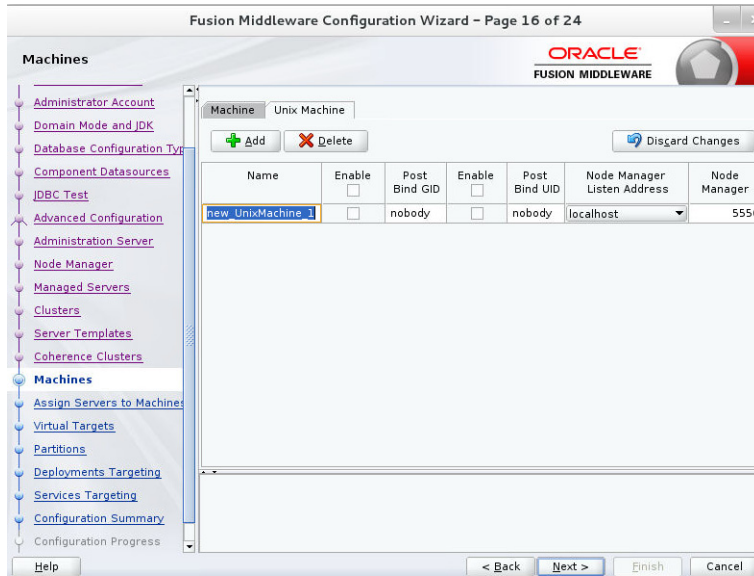 Fusion Middleware Configuration Wizard – Page 16 of 24
Machines
ORACLE
FUSION MIDDLEWARE
Administrator Account
Domain Mode and JDK
Database Configuration Typ
Component Datasources
JDBC Test
Advanced Configuration
Administration Server
Node Manager
Managed Servers
Clusters
Server Templates
Coherence Clusters
Machines
Assign Servers to Machines
Virtual Targets
Partitions
Deployments Targeting
Services Targeting
Configuration Summary
Configuration Progress
Machine Unix Machine
Add Delete Discard Changes
Name Enable Post Bind GID Enable Post Bind UID Node Manager Listen Address Node Manager
new_UnixMachine_1 nobody nobody localhost 555
Help < Back Next > Finish Cancel